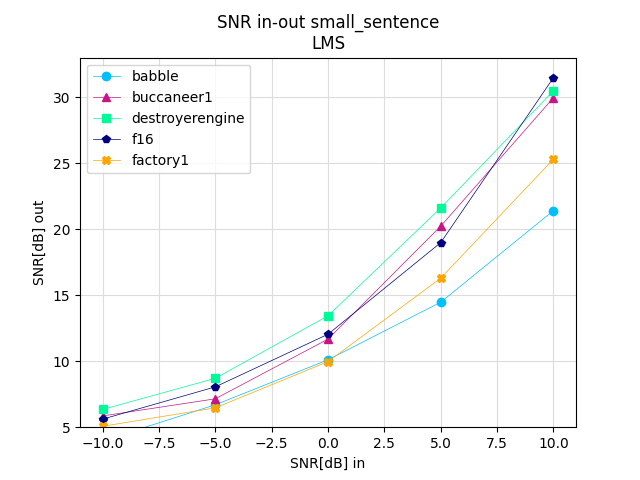 SNR in-out small_sentence
LMS
babble
buccaneer1
destroyerengine
f16
factory1
SNR[dB] out
30
25
20
15
10
5
−10.0 −7.5 −5.0 −2.5 0.0 2.5 5.0 7.5 10.0
SNR[dB] in